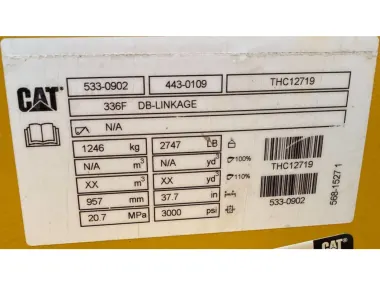 533-0902 443-0109 THC12719
CAT
336F DB-LINKAGE
N/A
1246 kg 2747 LB
N/A m³ N/A yd³ 100%
XX m³ XX yd³ 110%
957 mm 37.7 in
20.7 MPa 3000 psi
THC12719
533-0902
568-1527 1
CAT